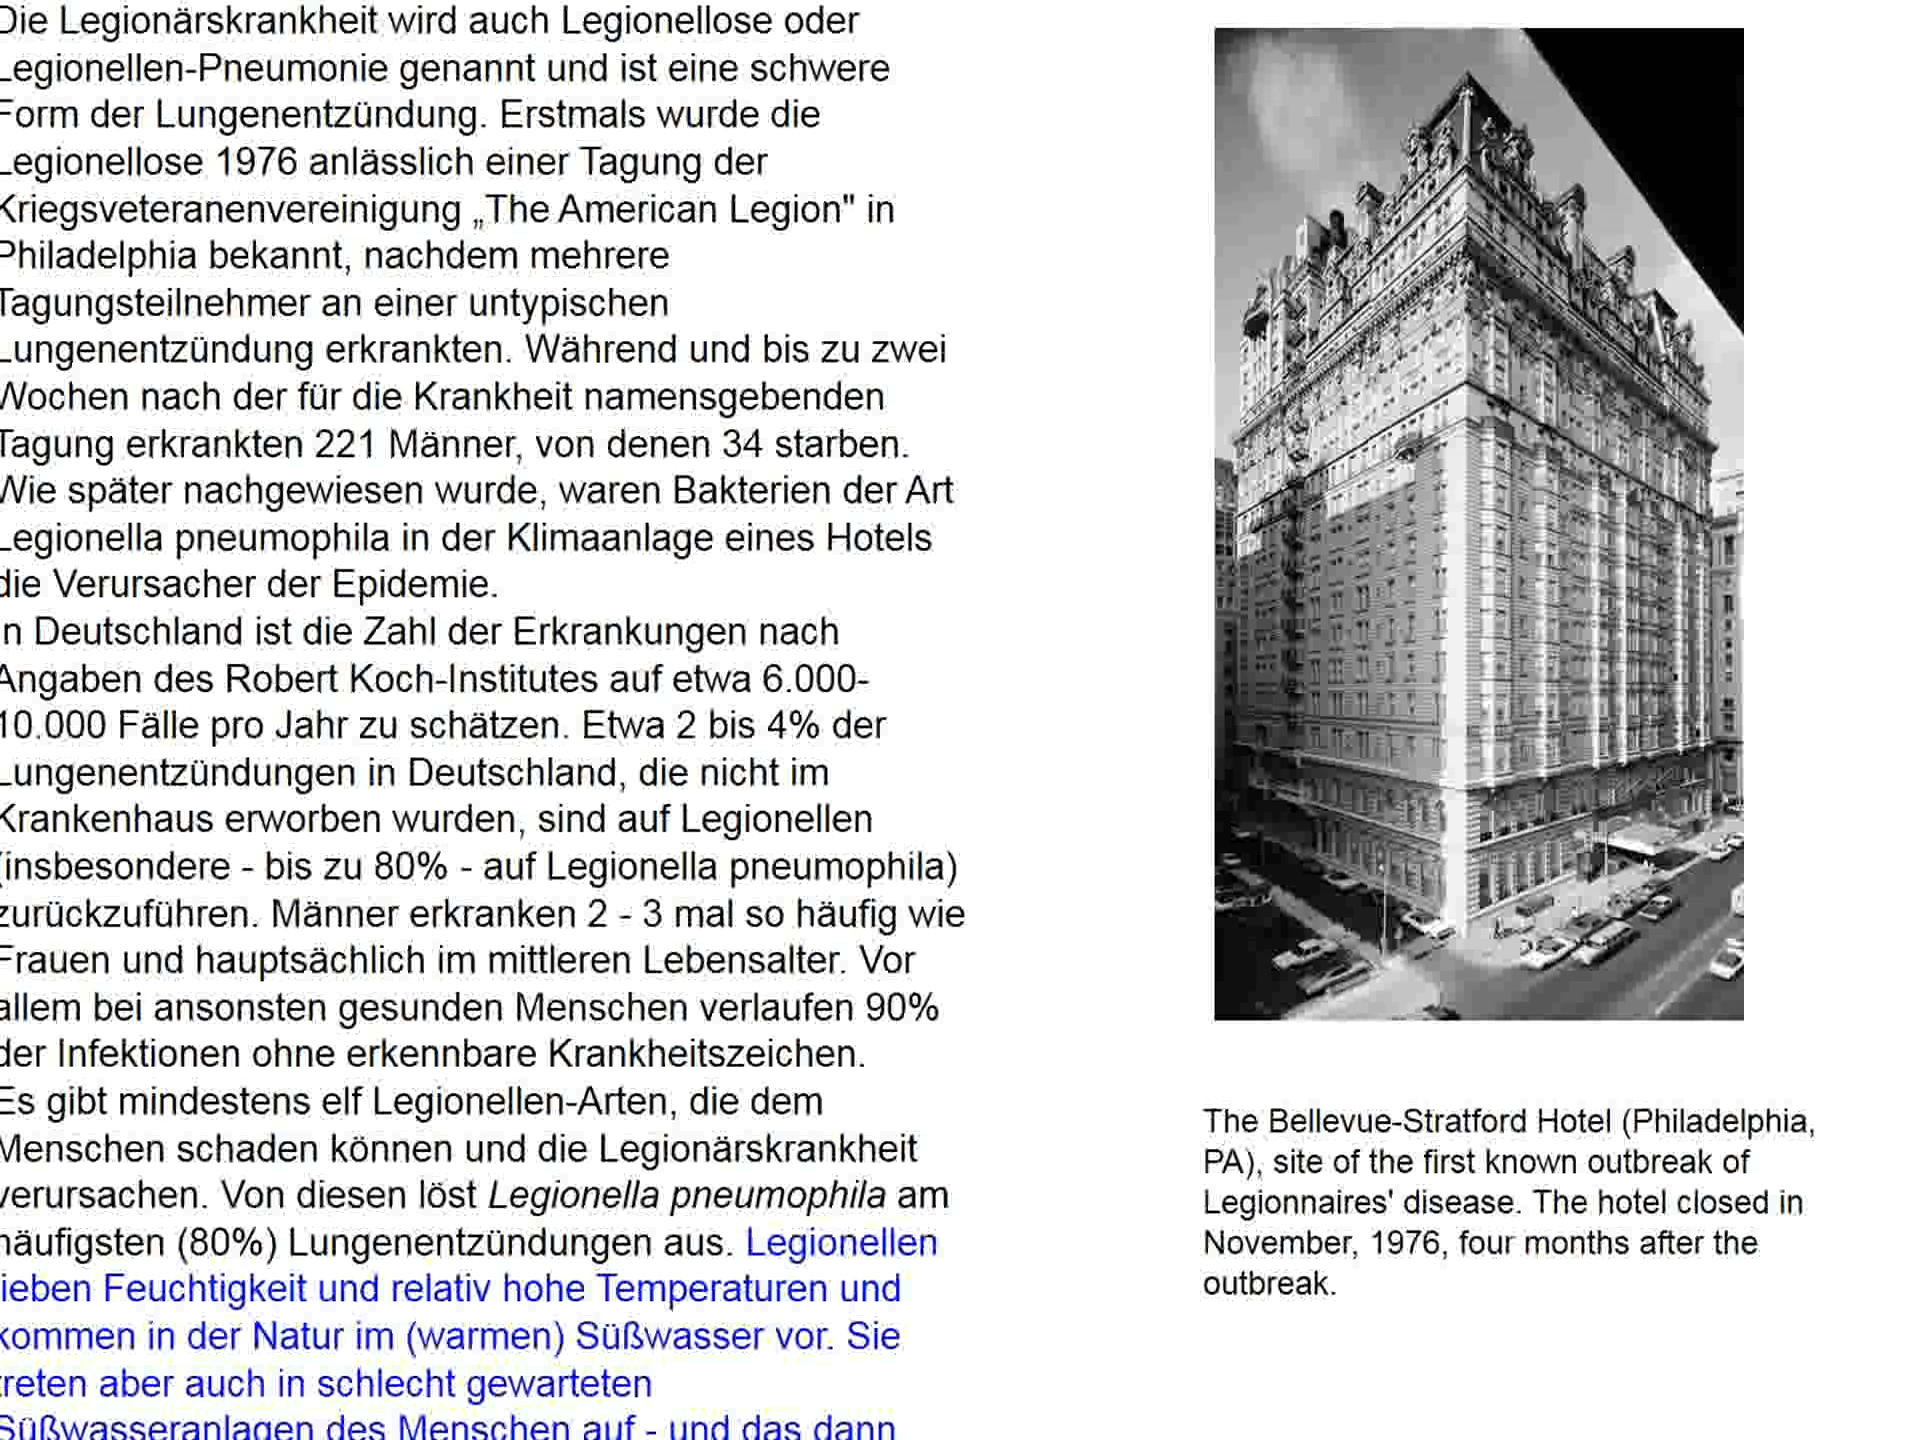 Die Legionärskrankheit wird auch Legionellose oder
Legionellen-Pneumonie genannt und ist eine schwere
Form der Lungenentzündung. Erstmals wurde die
Legionellose 1976 anlässlich einer Tagung der
Kriegsveteranenvereinigung „The American Legion" in
Philadelphia bekannt, nachdem mehrere
Tagungsteilnehmer an einer untypischen
Lungenentzündung erkrankten. Während und bis zu zwei
Wochen nach der für die Krankheit namensgebenden
Tagung erkrankten 221 Männer, von denen 34 starben.
Wie später nachgewiesen wurde, waren Bakterien der Art
Legionella pneumophila in der Klimaanlage eines Hotels
die Verursacher der Epidemie.
In Deutschland ist die Zahl der Erkrankungen nach
Angaben des Robert Koch-Institutes auf etwa 6.000-
10.000 Fälle pro Jahr zu schätzen. Etwa 2 bis 4% der
Lungenentzündungen in Deutschland, die nicht im
Krankenhaus erworben wurden, sind auf Legionellen
(insbesondere - bis zu 80% - auf Legionella pneumophila)
zurückzuführen. Männer erkranken 2 - 3 mal so häufig wie
Frauen und hauptsächlich im mittleren Lebensalter. Vor
allem bei ansonsten gesunden Menschen verlaufen 90%
der Infektionen ohne erkennbare Krankheitszeichen.
Es gibt mindestens elf Legionellen-Arten, die dem
Menschen schaden können und die Legionärskrankheit
verursachen. Von diesen löst Legionella pneumophila am
häufigsten (80%) Lungenentzündungen aus. Legionellen
lieben Feuchtigkeit und relativ hohe Temperaturen und
kommen in der Natur im (warmen) Süßwasser vor. Sie
treten aber auch in schlecht gewarteten
Süßwasseranlagen des Menschen auf - und das dann
The Bellevue-Stratford Hotel (Philadelphia,
PA), site of the first known outbreak of
Legionnaires' disease. The hotel closed in
November, 1976, four months after the
outbreak.